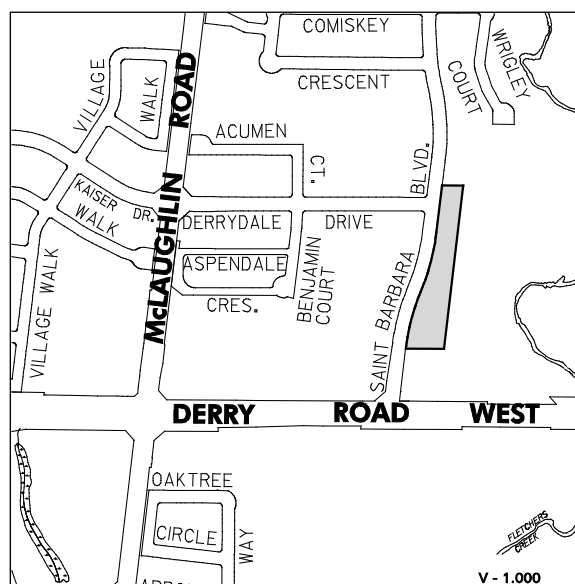 COMISKEY
CRESCENT
COURT
WRIGLEY
VILLAGE
WALK
McLAUGHLIN ROAD
ACUMEN
CT.
BLVD.
KAISER DR.
WALK
DERRYDALE DRIVE
ASPENDALE
CRES.
BENJAMIN
COURT
SAINT BARBARA
VILLAGE WALK
DERRY ROAD WEST
OAKTREE
CIRCLE
WAY
FLETCHERS
CREEK
V - 1.000